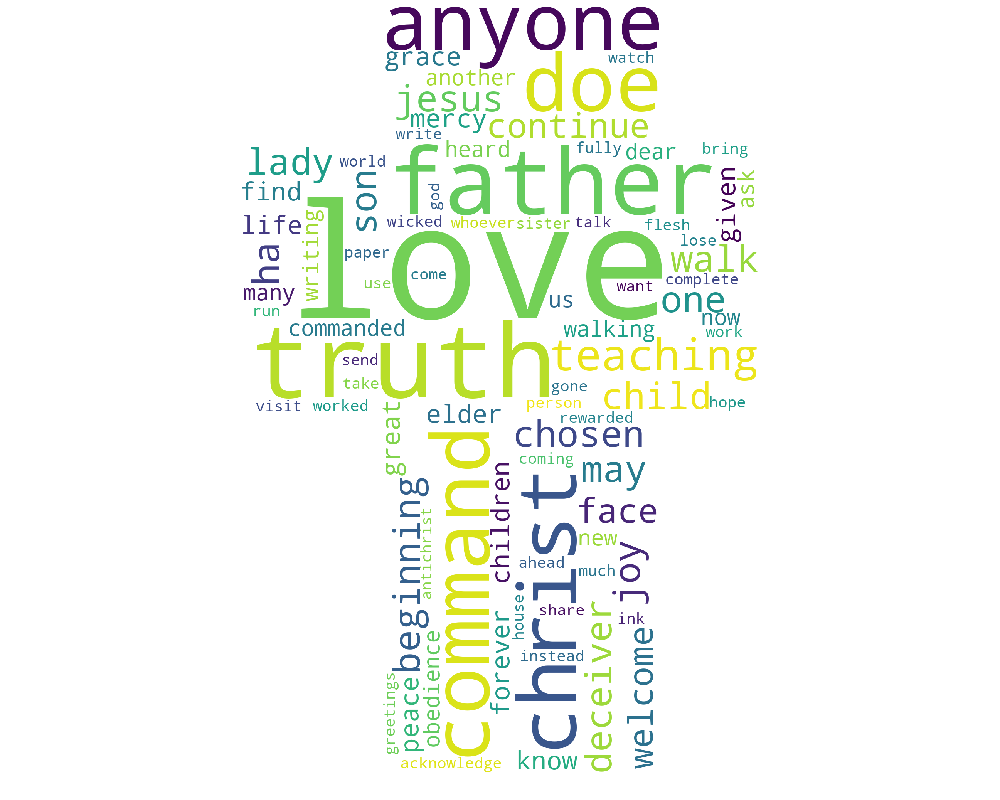 anyone
grace
watch
another
doe
jesus
mercy
continue
write
heard
fully
dear
bring
lady
world
father
find
son
god
given
ask
life
wicked
whoever
sister
talk
flesh
love
writing
ha
paper
lose
walk
come
use
complete
many
want
one
us
run
now
commanded
walking
work
truth
send
teaching
take
gone
child
visit
worked
person
hope
elder
rewarded
great
command
chosen
coming
may
children
christ
face
beginning
antichrist
new
ahead
much
joy
share
ink
house
forever
deceiver
welcome
obedience
peace
instead
greetings
know
acknowledge